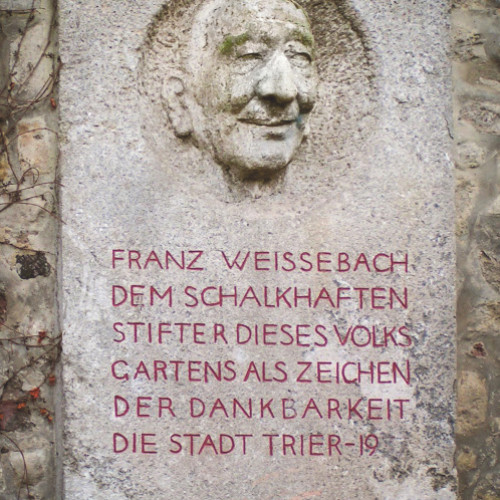 FRANZ WEISSEBACH
DEM SCHALKHAFTEN
STIFTER DIESES VOLKS
GARTENS ALS ZEICHEN
DER DANKBARKEIT
DIE STADT TRIER-19